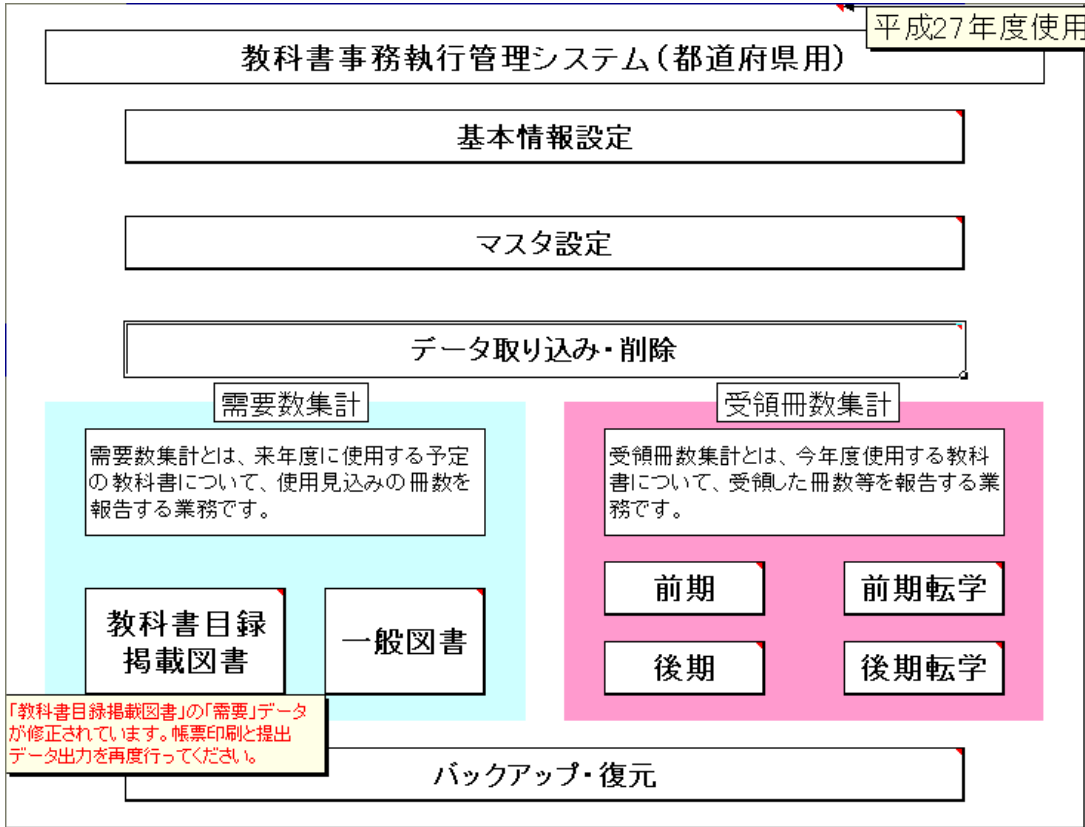 平成27年度使用
教科書事務執行管理システム(都道府県用)
基本情報設定
マスタ設定
データ取り込み・削除
需要数集計
需要数集計とは、来年度に使用する予定
の教科書について、使用見込みの冊数を
報告する業務です。
教科書目録
掲載図書
一般図書
受領冊数集計
受領冊数集計とは、今年度使用する教科
書について、受領した冊数等を報告する業
務です。
前期
前期転学
後期
後期転学
「教科書目録掲載図書」の「需要」データ
が修正されています。帳票印刷と提出
データ出力を再度行ってください。
バックアップ・復元